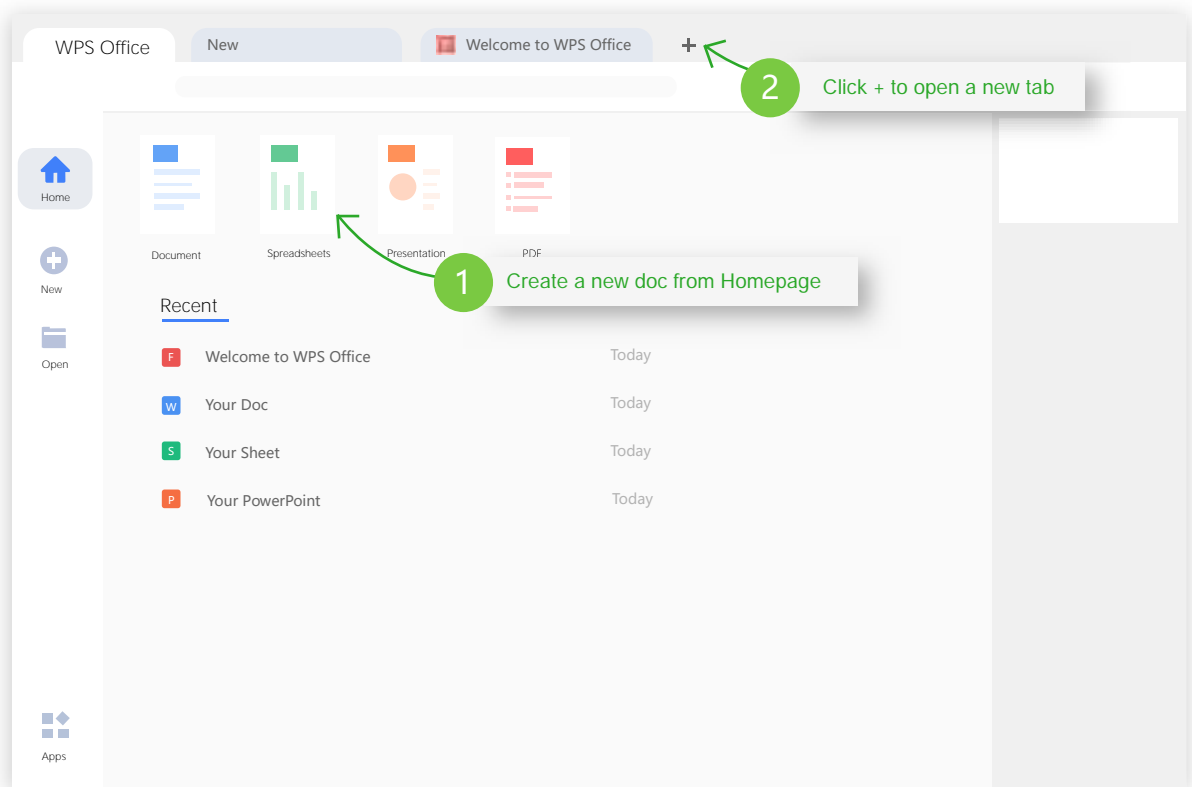 WPS Office
New
Welcome to WPS Office
2
Click + to open a new tab
Home
New
Open
Apps
Document
Spreadsheets
Presentation
PDF
1
Create a new doc from Homepage
Recent
F
Welcome to WPS Office
Today
W
Your Doc
Today
S
Your Sheet
Today
P
Your PowerPoint
Today